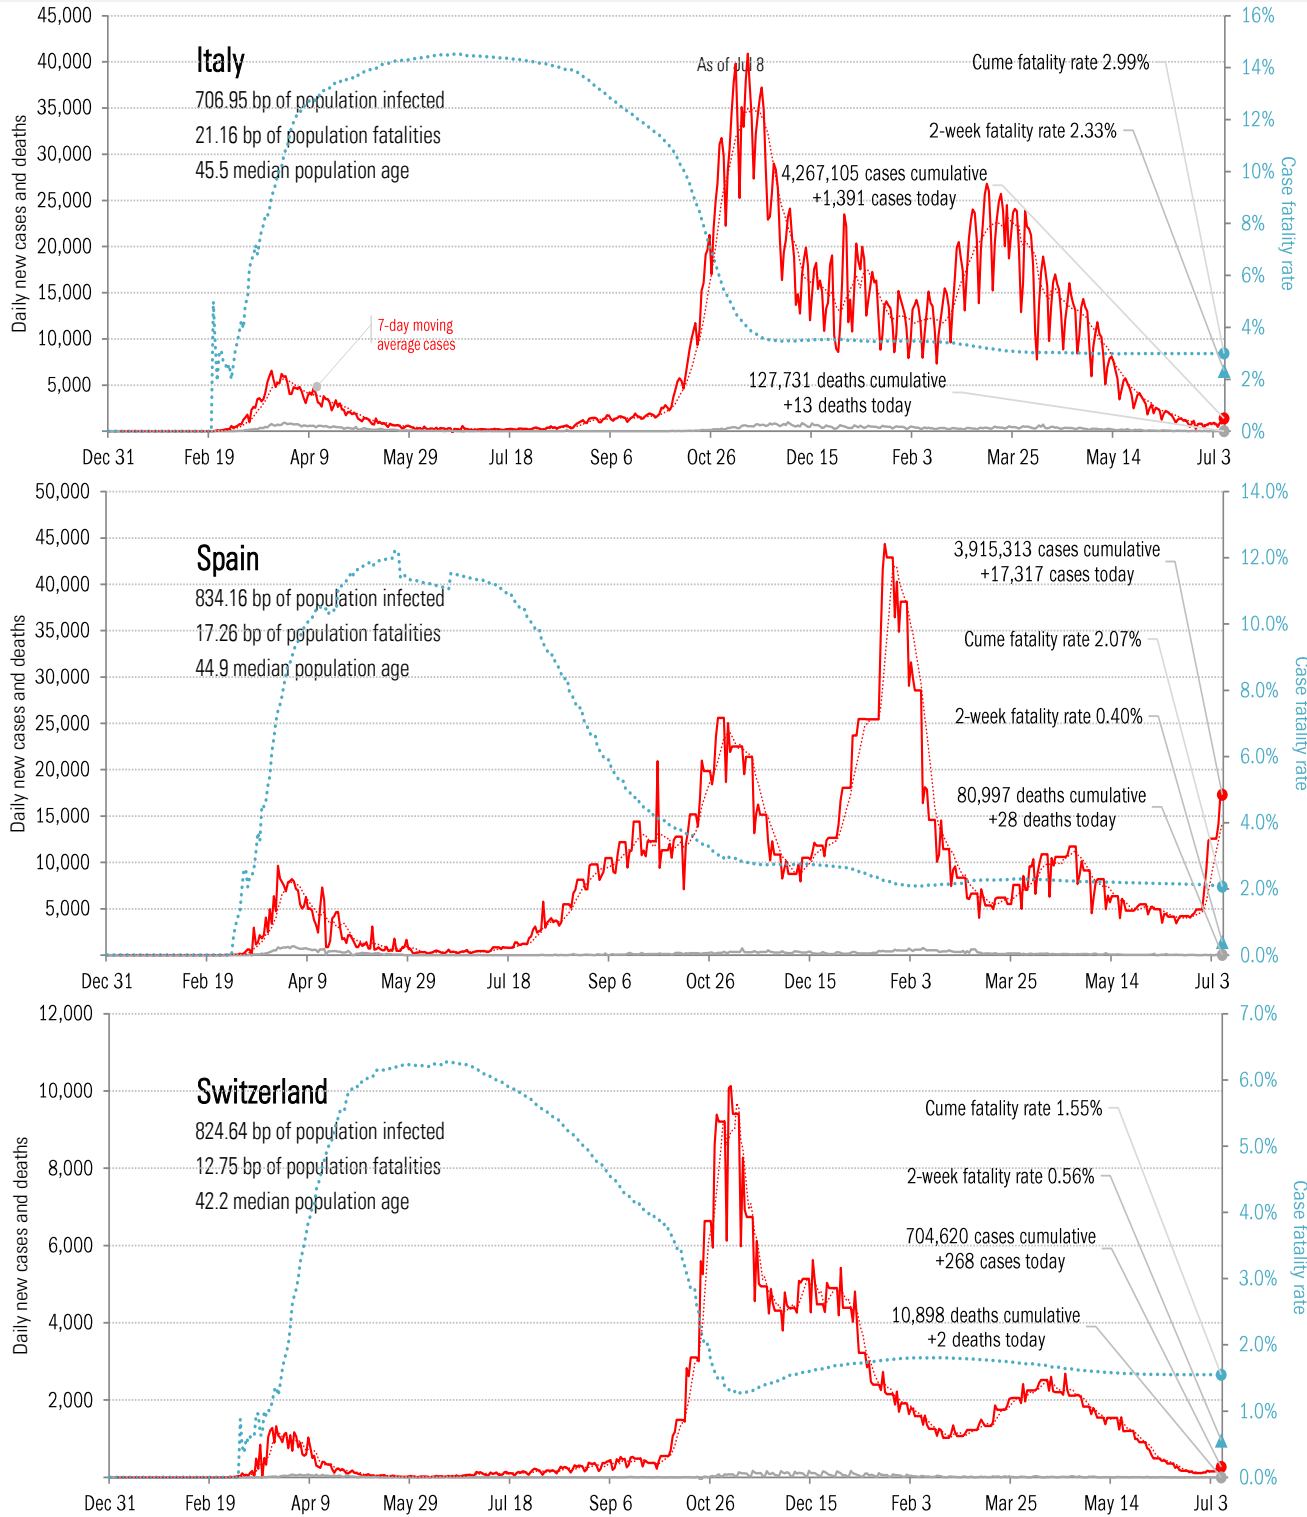 45,000
40,000
35,000
30,000
25,000
20,000
15,000
10,000
5,000
Daily new cases and deaths
Italy
706.95 bp of population infected
21.16 bp of population fatalities
45.5 median population age
As of Jul 8
7-day moving
average cases
Cume fatality rate 2.99%
2-week fatality rate 2.33%
4,267,105 cases cumulative
+1,391 cases today
127,731 deaths cumulative
+13 deaths today
16%
14%
12%
10%
8%
6%
4%
2%
0%
Case fatality rate
Dec 31 Feb 19 Apr 9 May 29 Jul 18 Sep 6 Oct 26 Dec 15 Feb 3 Mar 25 May 14 Jul 3
50,000
45,000
40,000
35,000
30,000
25,000
20,000
15,000
10,000
5,000
Daily new cases and deaths
Spain
834.16 bp of population infected
17.26 bp of population fatalities
44.9 median population age
3,915,313 cases cumulative
+17,317 cases today
Cume fatality rate 2.07%
2-week fatality rate 0.40%
80,997 deaths cumulative
+28 deaths today
14.0%
12.0%
10.0%
8.0%
6.0%
4.0%
2.0%
0.0%
Case fatality rate
Dec 31 Feb 19 Apr 9 May 29 Jul 18 Sep 6 Oct 26 Dec 15 Feb 3 Mar 25 May 14 Jul 3
12,000
10,000
8,000
6,000
4,000
2,000
Daily new cases and deaths
Switzerland
824.64 bp of population infected
12.75 bp of population fatalities
42.2 median population age
Cume fatality rate 1.55%
2-week fatality rate 0.56%
704,620 cases cumulative
+268 cases today
10,898 deaths cumulative
+2 deaths today
7.0%
6.0%
5.0%
4.0%
3.0%
2.0%
1.0%
0.0%
Case fatality rate
Dec 31 Feb 19 Apr 9 May 29 Jul 18 Sep 6 Oct 26 Dec 15 Feb 3 Mar 25 May 14 Jul 3